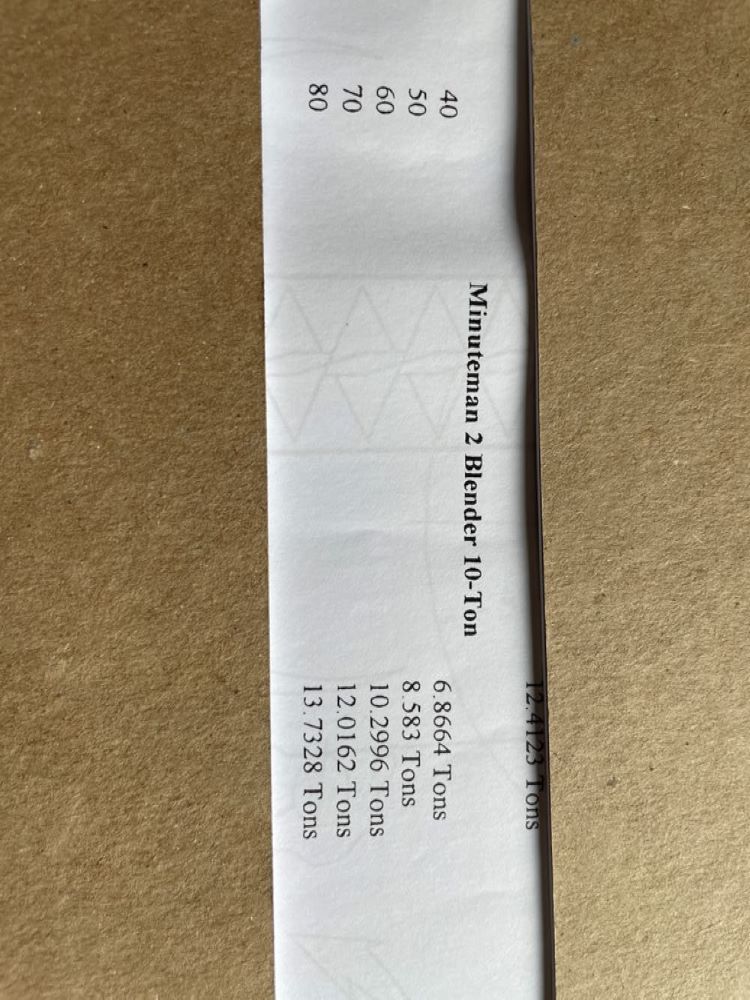 12.4123 Tons
Minuteman 2 Blender 10-Ton
40 6.8664 Tons
50 8.583 Tons
60 10.2996 Tons
70 12.0162 Tons
80 13.7328 Tons